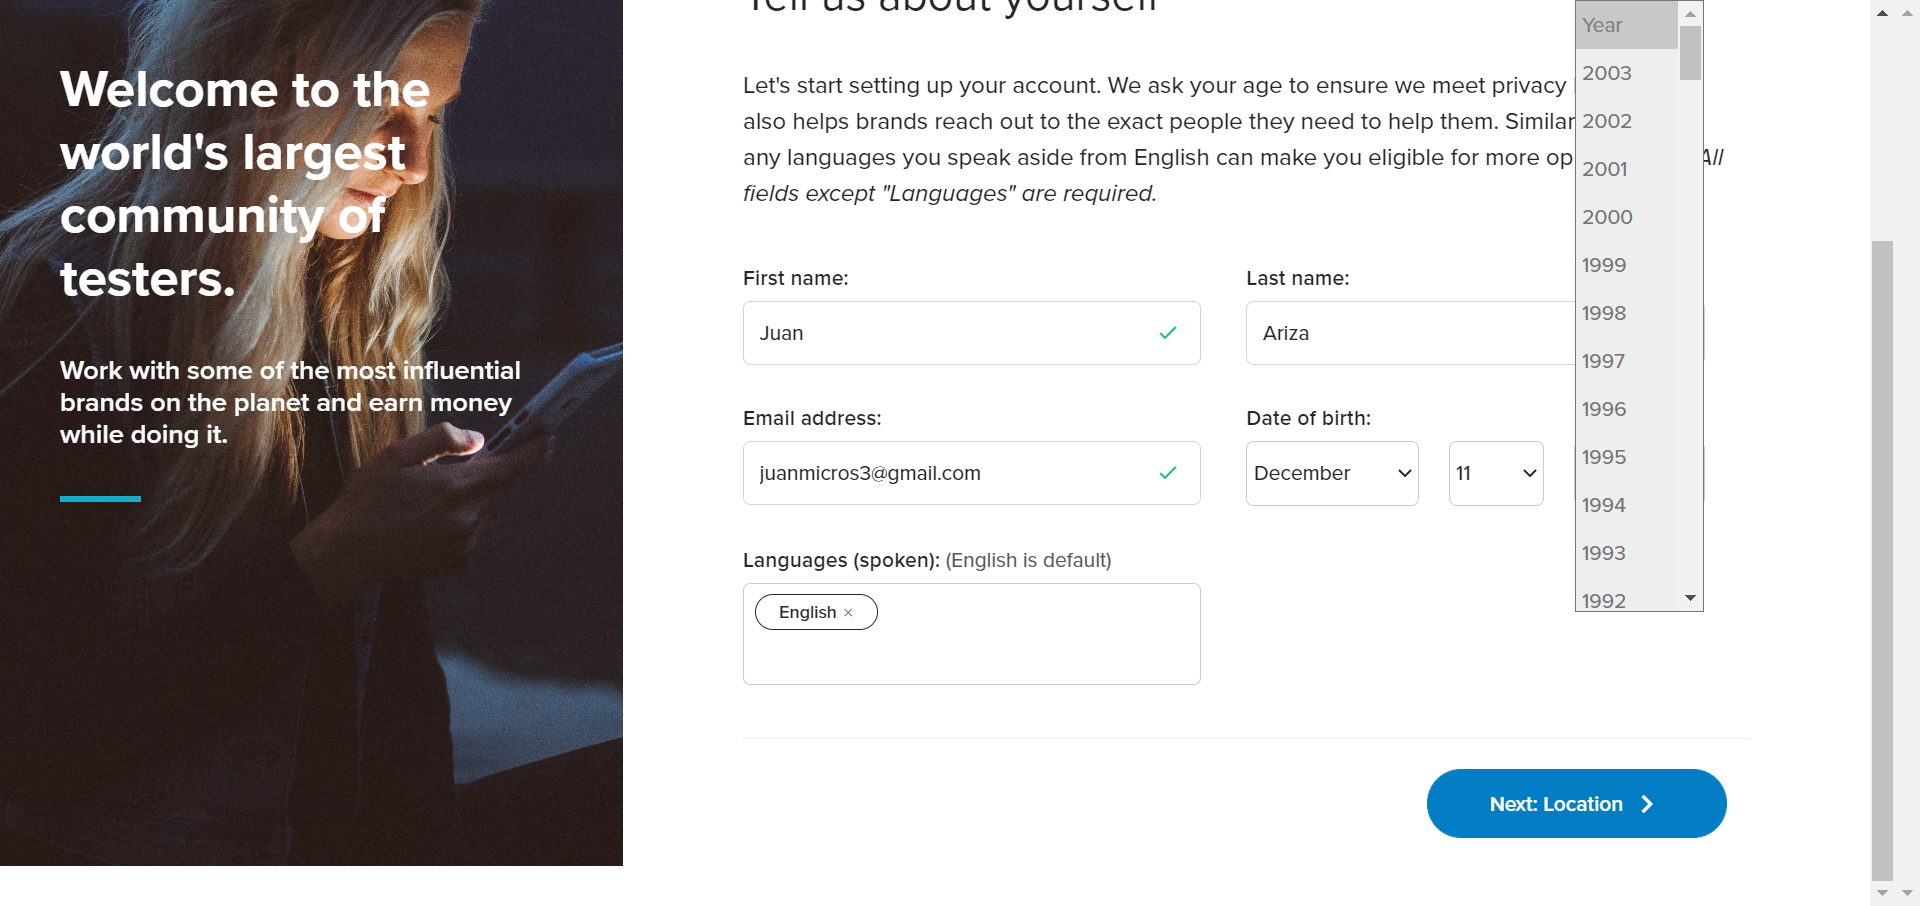 Welcome to the
world's largest
community of
testers.
Work with some of the most influential
brands on the planet and earn money
while doing it.
Tell us about yourself
Let's start setting up your account. We ask your age to ensure we meet privacy
also helps brands reach out to the exact people they need to help them. Similar
any languages you speak aside from English can make you eligible for more op All
fields except "Languages" are required.
First name:
Juan
Last name:
Ariza
Email address:
juanmicros3@gmail.com
Date of birth:
December
11
Year
2003
2002
2001
2000
1999
1998
1997
1996
1995
1994
1993
1992
Languages (spoken): (English is default)
English ×
Next: Location